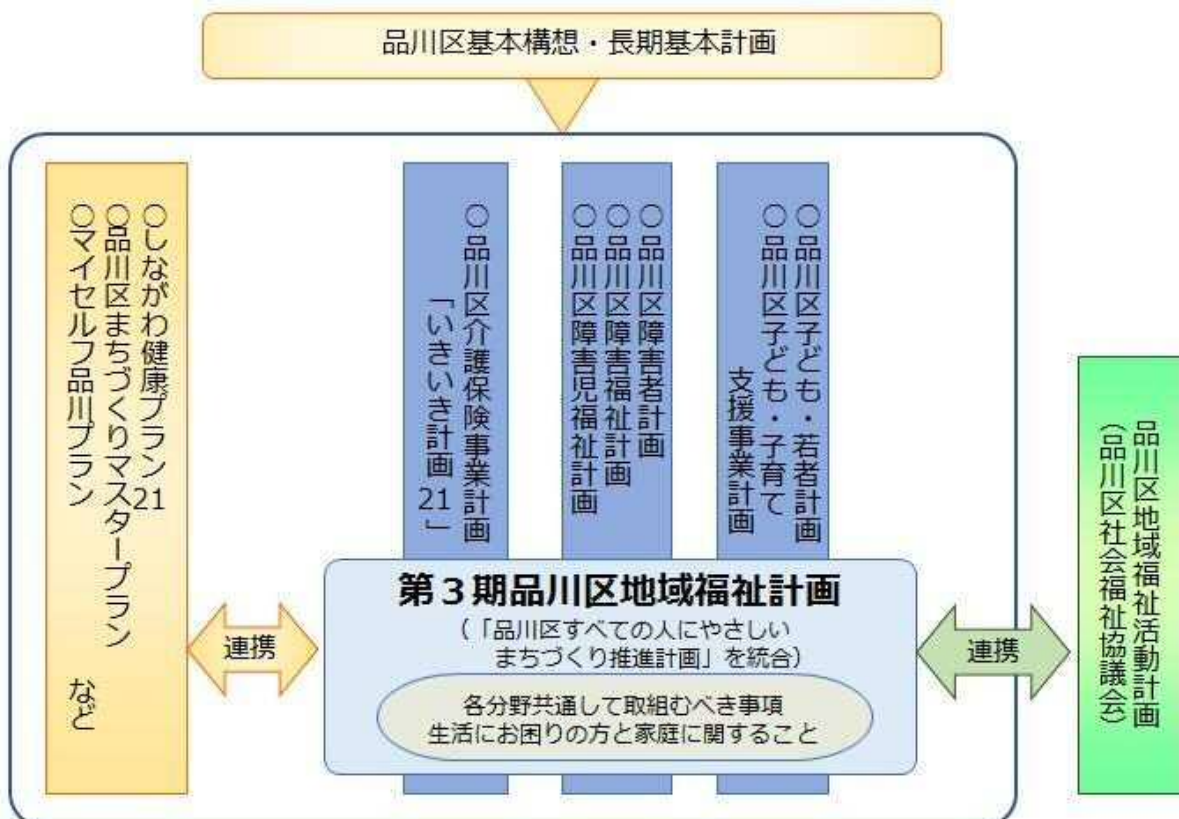 品川区基本構想・長期基本計画
○しながわ健康プラン21
○品川区まちづくりマスタープラン
○マイセルフ品川プラン　など
○品川区介護保険事業計画
「いきいき計画21」
○品川区障害者計画
○品川区障害福祉計画
○品川区障害児福祉計画
○品川区子ども・若者計画
○品川区子ども・子育て
支援事業計画
品川区地域福祉活動計画
（品川区社会福祉協議会）
第３期品川区地域福祉計画
（「品川区すべての人にやさしい
まちづくり推進計画」を統合）
連携
連携
各分野共通して取組むべき事項
生活にお困りの方と家庭に関すること